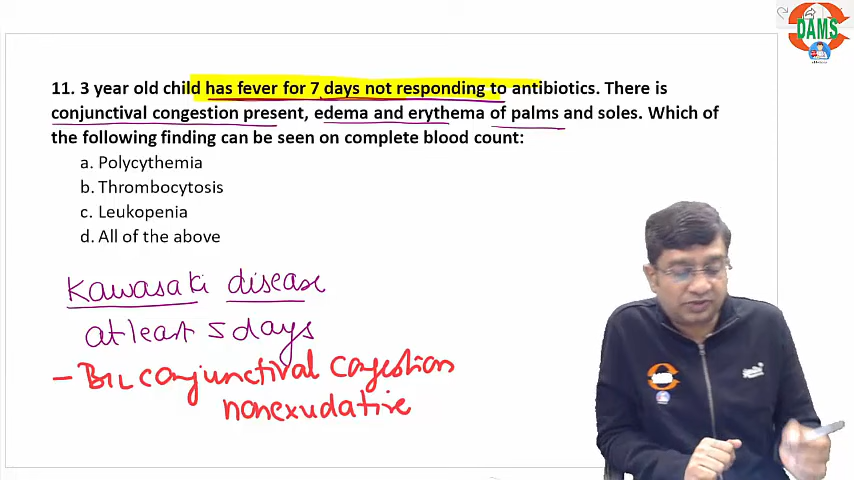 DAMS
11. 3 year old child has fever for 7 days not responding to antibiotics. There is
conjunctival congestion present, edema and erythema of palms and soles. Which of
the following finding can be seen on complete blood count:
a. Polycythemia
b. Thrombocytosis
c. Leukopenia
d. All of the above
Kawasaki disease
atleast 5 days
- B/L conjunctival congestion
nonexudative